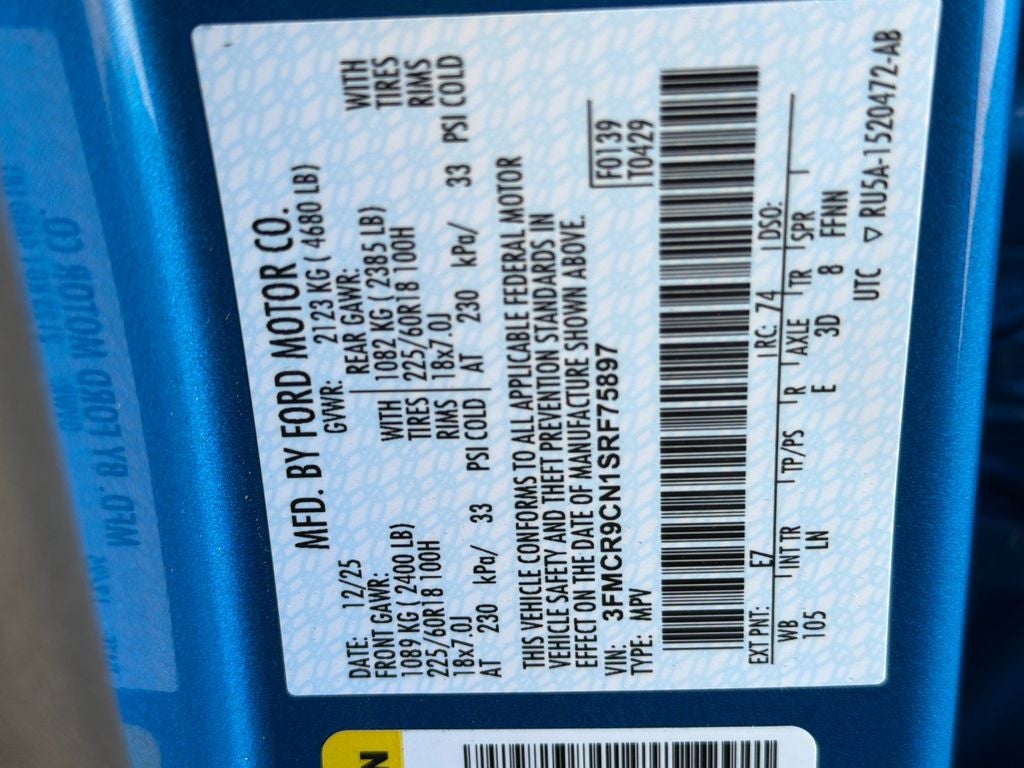 MFD. BY FORD MOTOR CO.
DATE: 12/25 GVWR: 2123 KG ( 4680 LB)
FRONT GAWR: REAR GAWR:
1089 KG ( 2400 LB) WITH 1082 KG ( 2385 LB) WITH
225/60R18 100H TIRES 225/60R18 100H TIRES
18x7.0J RIMS 18x7.0J RIMS
AT 230 kPa/ 33 PSI COLD AT 230 kPa/ 33 PSI COLD
THIS VEHICLE CONFORMS TO ALL APPLICABLE FEDERAL MOTOR
VEHICLE SAFETY AND THEFT PREVENTION STANDARDS IN
EFFECT ON THE DATE OF MANUFACTURE SHOWN ABOVE.
VIN: 3FMCR9CN1SRF75897 F0139
TYPE: MPV T0429
EXT PNT: EZ RC: 74 DSO:
WB INT TR TP/PS R AXLE TR SPR
105 LN E 3D 8 FFNN
UTC ▽ RU5A-1520472-AB
N